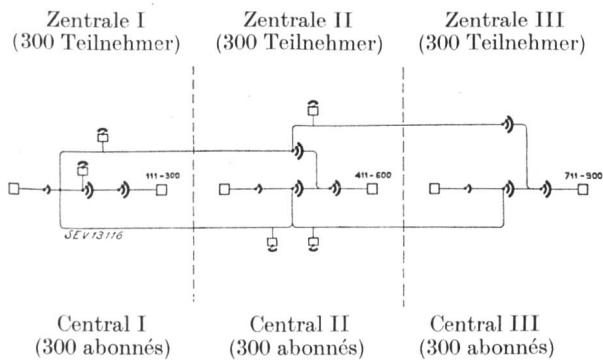 Zentrale I
(300 Teilnehmer)
Zentrale II
(300 Teilnehmer)
Zentrale III
(300 Teilnehmer)
111-300
411-600
711-900
SEV13116
Central I
(300 abonnés)
Central II
(300 abonnés)
Central III
(300 abonnés)